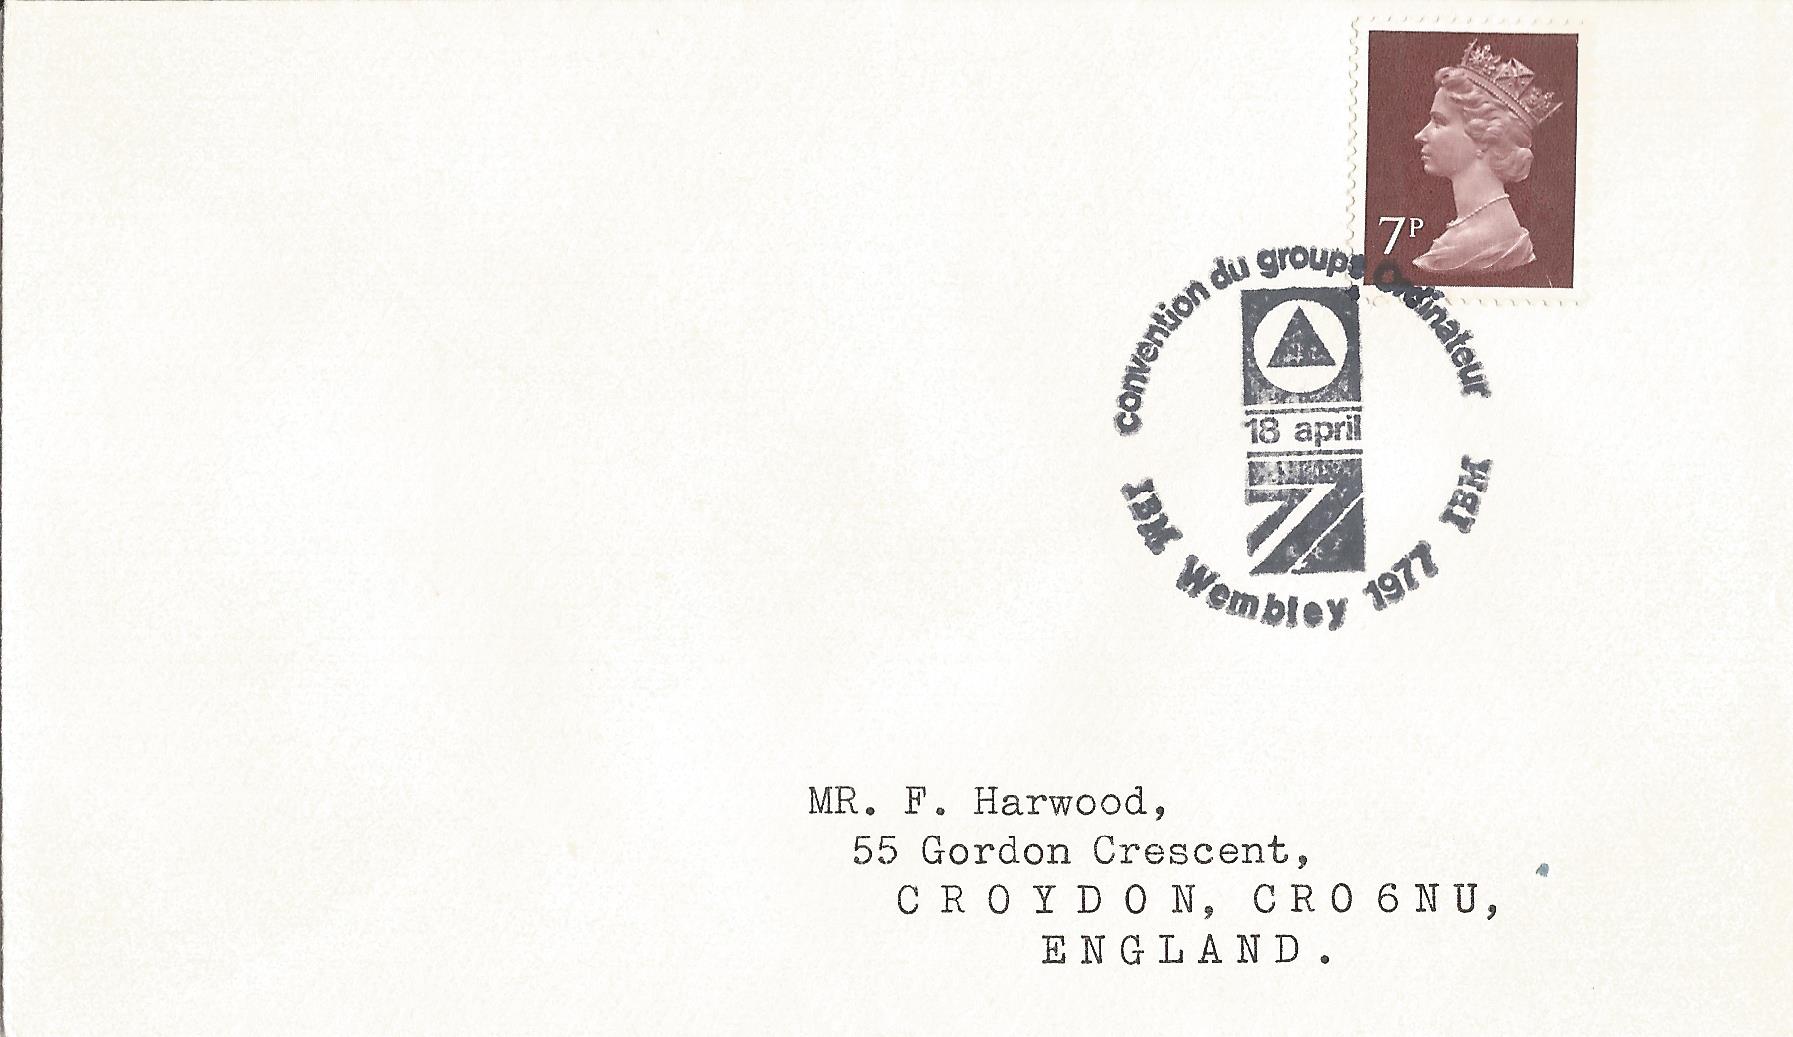 7P
convention du groupe Ordinateur
18 april
IBM Wembley 1977 IBM
MR. F. Harwood,
55 Gordon Crescent,
CROYDON, CRO 6NU,
ENGLAND.